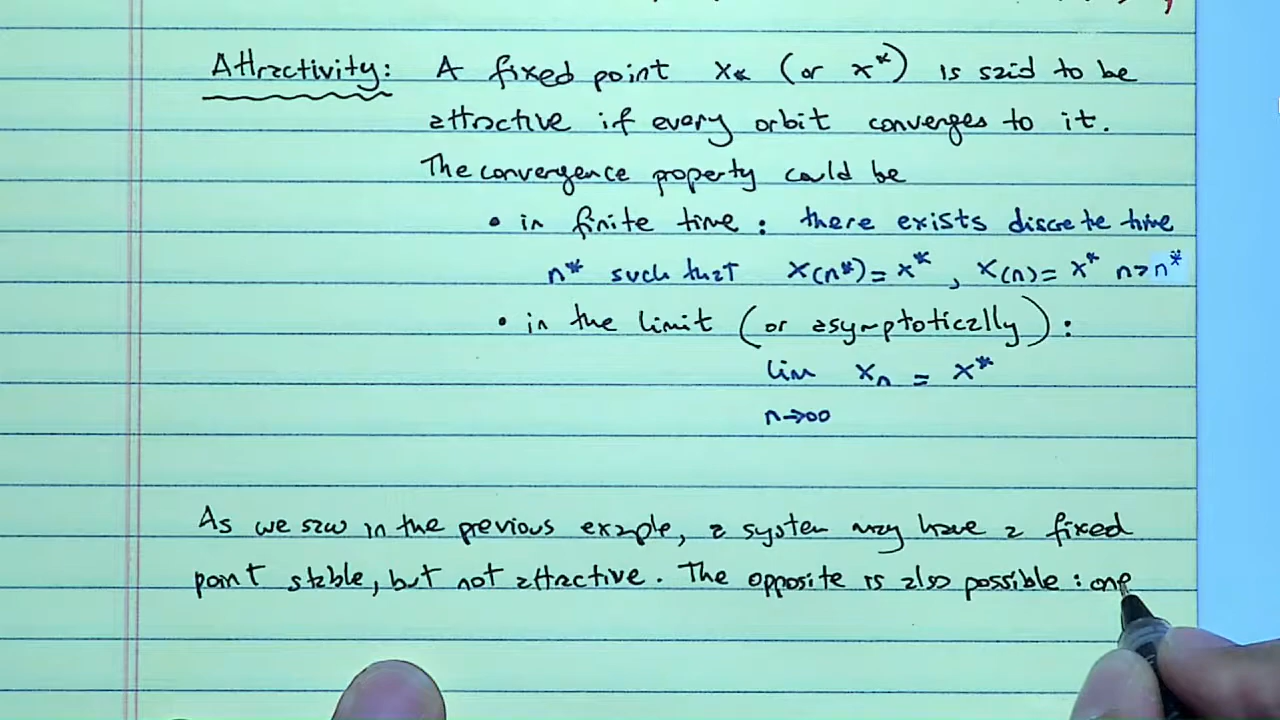 Attractivity: A fixed point x* (or x*) is said to be
attractive if every orbit converges to it.
The convergence property could be
• in finite time: there exists discrete time
n* such that x(n*) = x*, x(n) = x* n > n*
• in the limit (or asymptotically):
lim xn = x*
n→∞
As we saw in the previous example, a system may have a fixed
point stable, but not attractive. The opposite is also possible: one